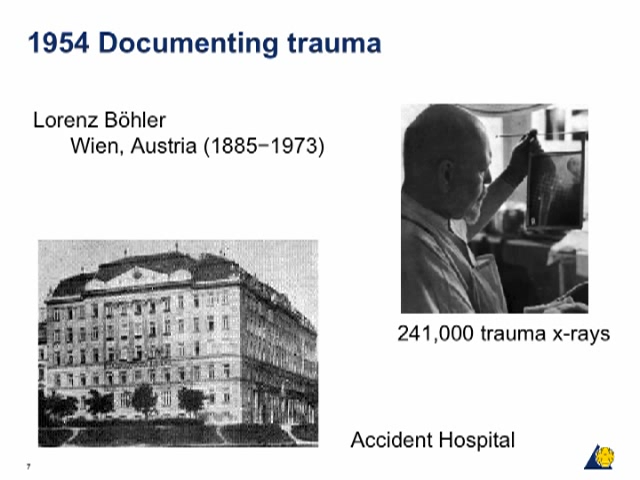 1954 Documenting trauma
Lorenz Böhler
Wien, Austria (1885−1973)
241,000 trauma x-rays
Accident Hospital
7